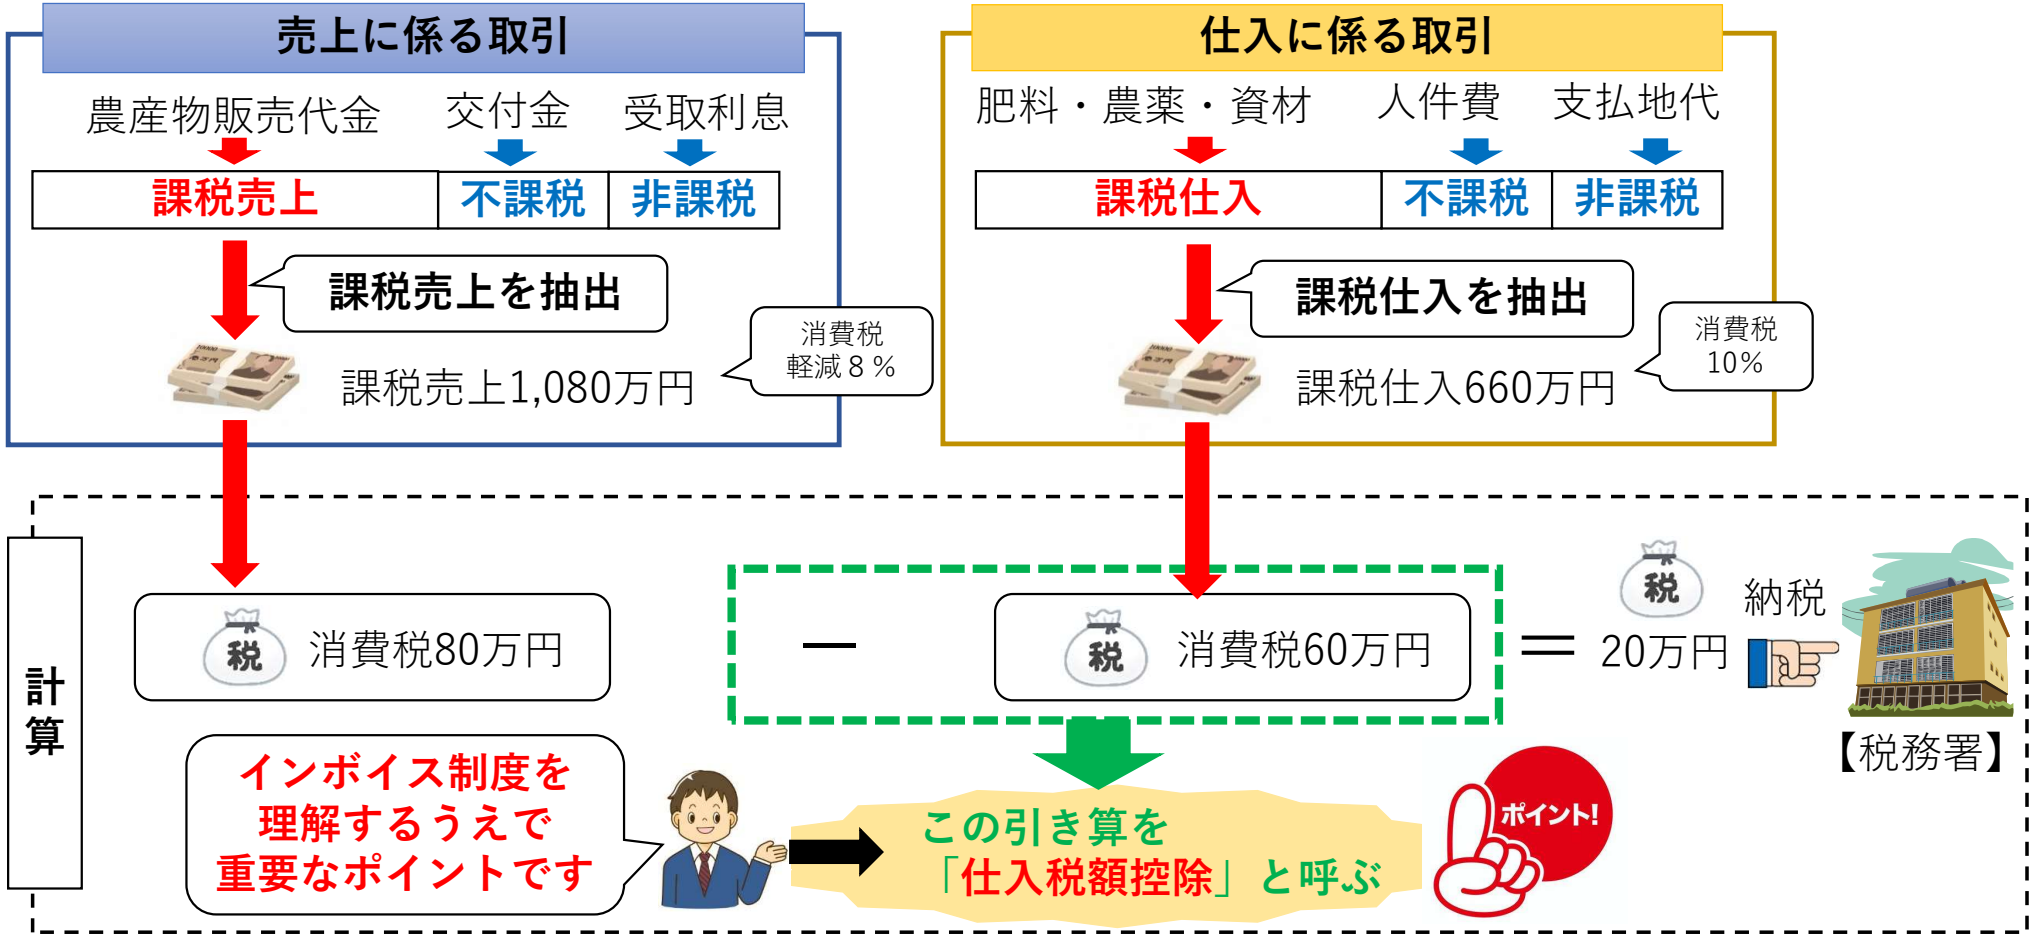 売上に係る取引
農産物販売代金
交付金
受取利息
課税売上
不課税
非課税
課税売上を抽出
課税売上1,080万円
消費税
軽減８％
仕入に係る取引
肥料・農薬・資材
人件費
支払地代
課税仕入
不課税
非課税
課税仕入を抽出
課税仕入660万円
消費税
10％
計算
税
消費税80万円
－
税
消費税60万円
＝
税
20万円
納税
【税務署】
インボイス制度を
理解するうえで
重要なポイントです
この引き算を
「仕入税額控除」と呼ぶ
ポイント!